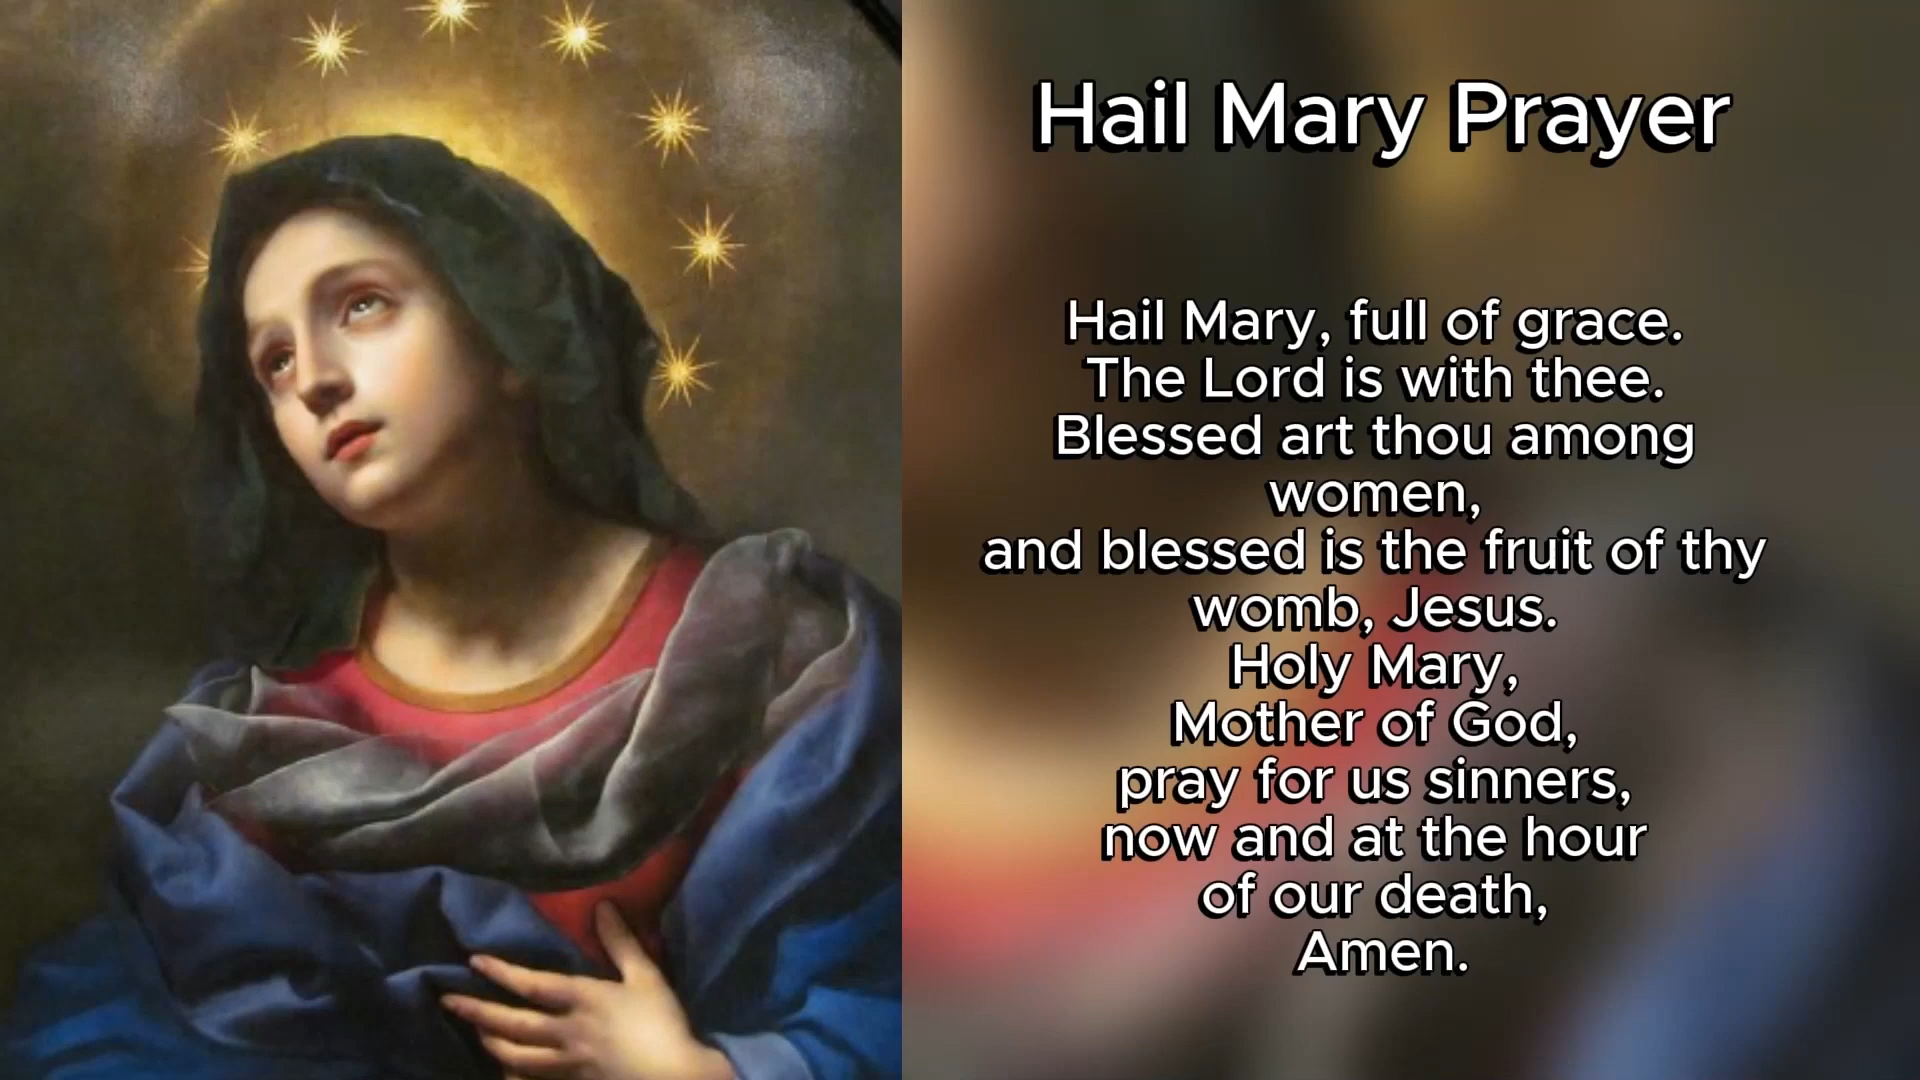 Hail Mary Prayer
Hail Mary, full of grace.
The Lord is with thee.
Blessed art thou among
women,
and blessed is the fruit of thy
womb, Jesus.
Holy Mary,
Mother of God,
pray for us sinners,
now and at the hour
of our death,
Amen.